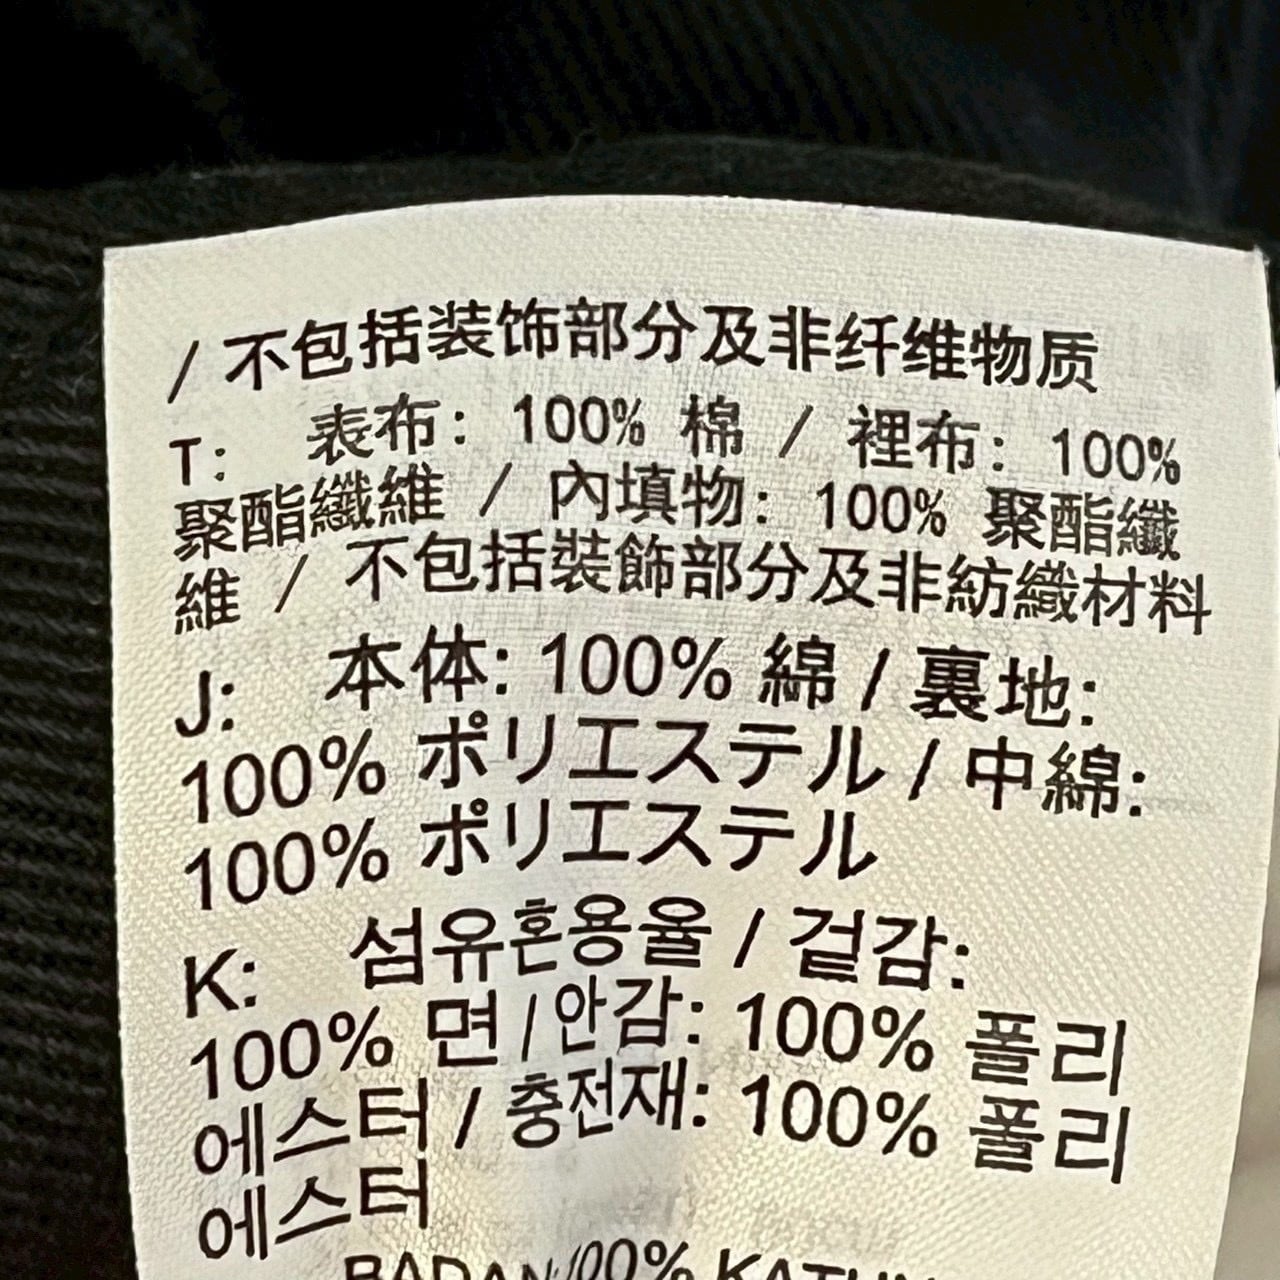 / 不包括装饰部分及非纤维物质
T: 表布: 100% 棉 / 裡布: 100%
聚酯纖維 / 內填物: 100% 聚酯纖
維 / 不包括裝飾部分及非紡織材料
J: 本体: 100% 綿 / 裏地:
100% ポリエステル / 中綿:
100% ポリエステル
K: 섬유혼용율 / 겉감:
100% 면 / 안감: 100% 폴리
에스터 / 충전재: 100% 폴리
에스터
BADAN: 100% KATUN